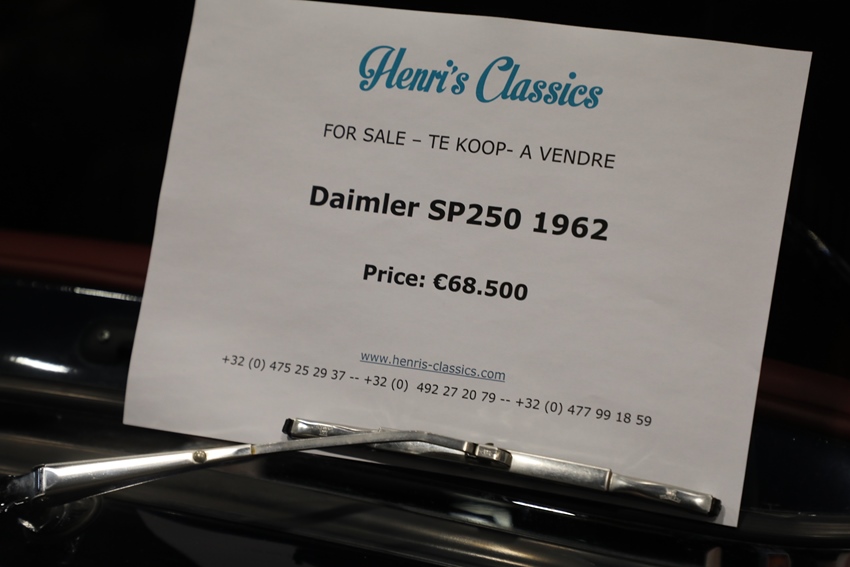 Henri's Classics
FOR SALE – TE KOOP- A VENDRE
Daimler SP250 1962
Price: €68.500
www.henris-classics.com
+32 (0) 475 25 29 37 -- +32 (0)  492 27 20 79 -- +32 (0) 477 99 18 59